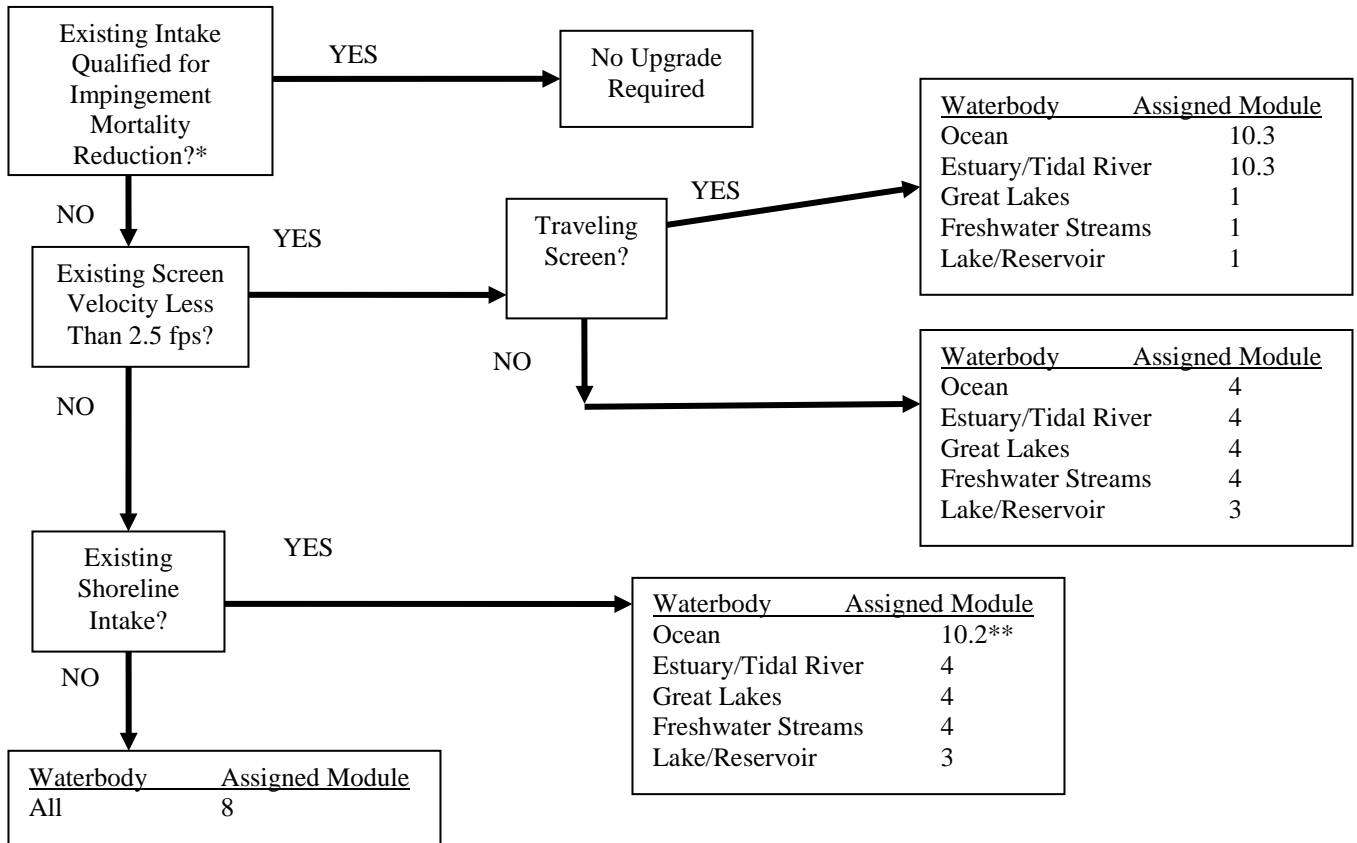 Existing Intake
Qualified for
Impingement
Mortality
Reduction?*
YES
No Upgrade
Required
NO
Existing Screen
Velocity Less
Than 2.5 fps?
YES
Traveling
Screen?
YES
Waterbody Assigned Module
Ocean 10.3
Estuary/Tidal River 10.3
Great Lakes 1
Freshwater Streams 1
Lake/Reservoir 1
NO
Waterbody Assigned Module
Ocean 4
Estuary/Tidal River 4
Great Lakes 4
Freshwater Streams 4
Lake/Reservoir 3
NO
Existing
Shoreline
Intake?
YES
Waterbody Assigned Module
Ocean 10.2**
Estuary/Tidal River 4
Great Lakes 4
Freshwater Streams 4
Lake/Reservoir 3
NO
Waterbody Assigned Module
All 8